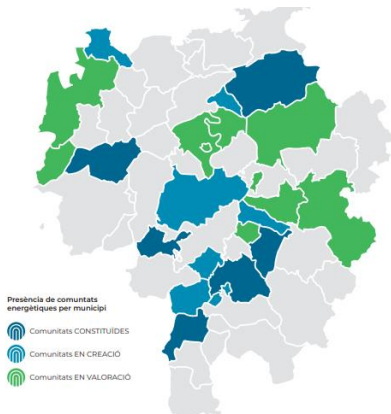 Presència de comuntats
energètiques per municipi
Comunitats CONSTITUÏDES
Comunitats EN CREACIÓ
Comunitats EN VALORACIÓ